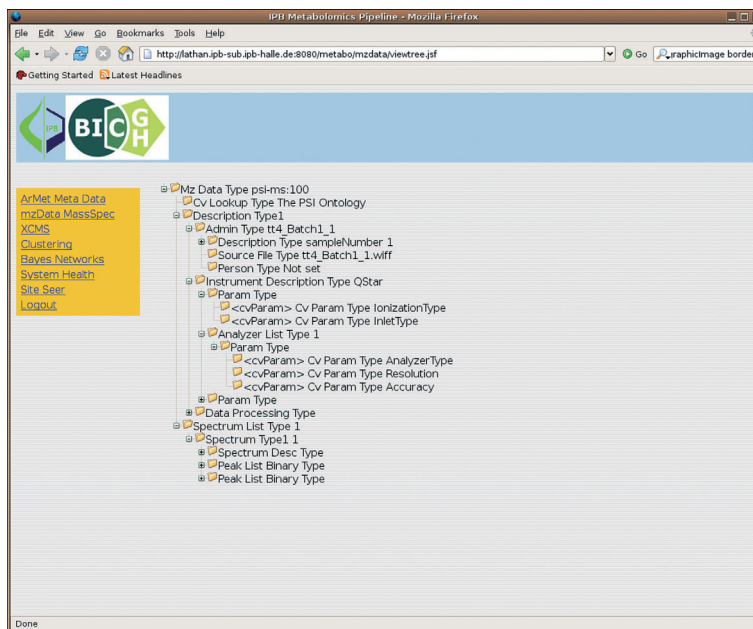 IPB Metabolomics Pipeline - Mozilla Firefox
File Edit View Go Bookmarks Tools Help
http://lathan.ipb-sub.ipb-halle.de:8080/metabo/mzdata/viewtree.jsf Go raphicImage border
Getting Started Latest Headlines
IPB BIC GH
ArMet Meta Data
mzData MassSpec
XCMS
Clustering
Bayes Networks
System Health
Site Seer
Logout
Mz Data Type psi-ms:100
Cv Lookup Type The PSI Ontology
Description Type1
Admin Type tt4_Batch1_1
Description Type sampleNumber 1
Source File Type tt4_Batch1_1.wiff
Person Type Not set
Instrument Description Type QStar
Param Type
<cvParam> Cv Param Type IonizationType
<cvParam> Cv Param Type InletType
Analyzer List Type 1
Param Type
<cvParam> Cv Param Type AnalyzerType
<cvParam> Cv Param Type Resolution
<cvParam> Cv Param Type Accuracy
Param Type
Data Processing Type
Spectrum List Type 1
Spectrum Type1 1
Spectrum Desc Type
Peak List Binary Type
Peak List Binary Type
Done